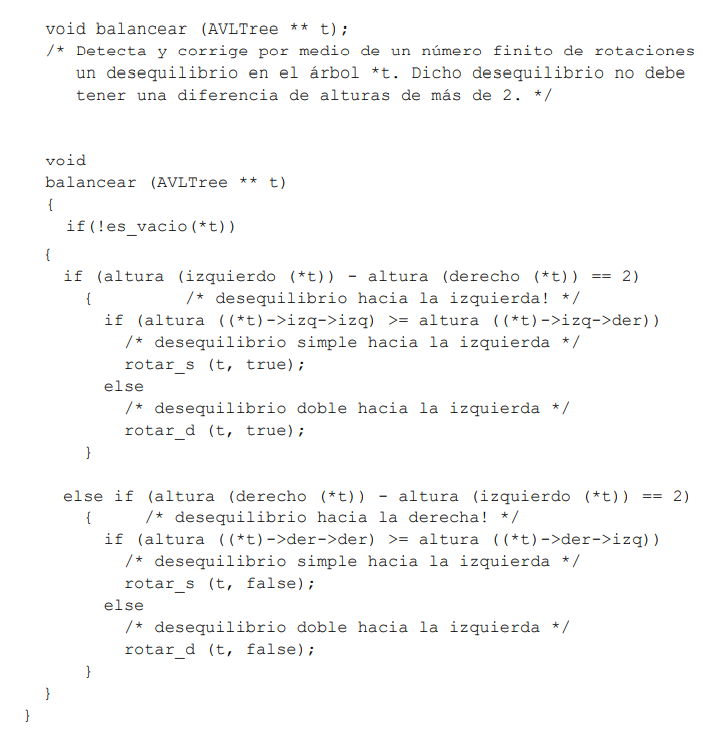 void balancear (AVLTree ** t);
/* Detecta y corrige por medio de un número finito de rotaciones
un desequilibrio en el árbol *t. Dicho desequilibrio no debe
tener una diferencia de alturas de más de 2. */
void
balancear (AVLTree ** t)
{
if(!es_vacio(*t))
{
if (altura (izquierdo (*t)) - altura (derecho (*t)) == 2)
{ /* desequilibrio hacia la izquierda! */
if (altura ((*t)->izq->izq) >= altura ((*t)->izq->der))
/* desequilibrio simple hacia la izquierda */
rotar_s (t, true);
else
/* desequilibrio doble hacia la izquierda */
rotar_d (t, true);
}
else if (altura (derecho (*t)) - altura (izquierdo (*t)) == 2)
{ /* desequilibrio hacia la derecha! */
if (altura ((*t)->der->der) >= altura ((*t)->der->izq))
/* desequilibrio simple hacia la izquierda */
rotar_s (t, false);
else
/* desequilibrio doble hacia la izquierda */
rotar_d (t, false);
}
}
}